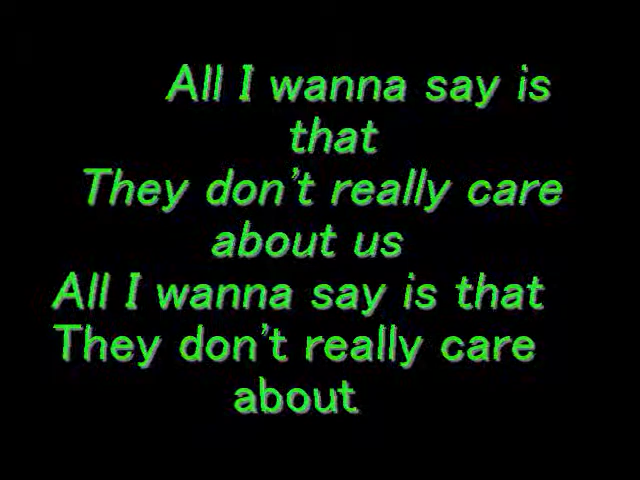 All I wanna say is
that
They don't really care
about us
All I wanna say is that
They don't really care
about